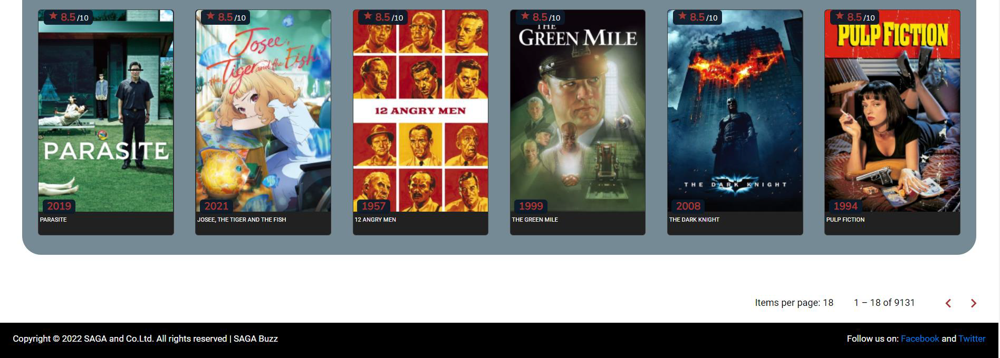 ★ 8.5 /10
PARASITE
2019
PARASITE
★ 8.5 /10
Josee,
the Tiger and the Fish
2021
JOSEE, THE TIGER AND THE FISH
★ 8.5 /10
12 ANGRY MEN
1957
12 ANGRY MEN
★ 8.5 /10
THE
GREEN MILE
1999
THE GREEN MILE
★ 8.5 /10
THE DARK KNIGHT
2008
THE DARK KNIGHT
★ 8.5 /10
PULP FICTION
1994
PULP FICTION
Items per page: 18 1 – 18 of 9131
Copyright © 2022 SAGA and Co.Ltd. All rights reserved | SAGA Buzz
Follow us on: Facebook and Twitter